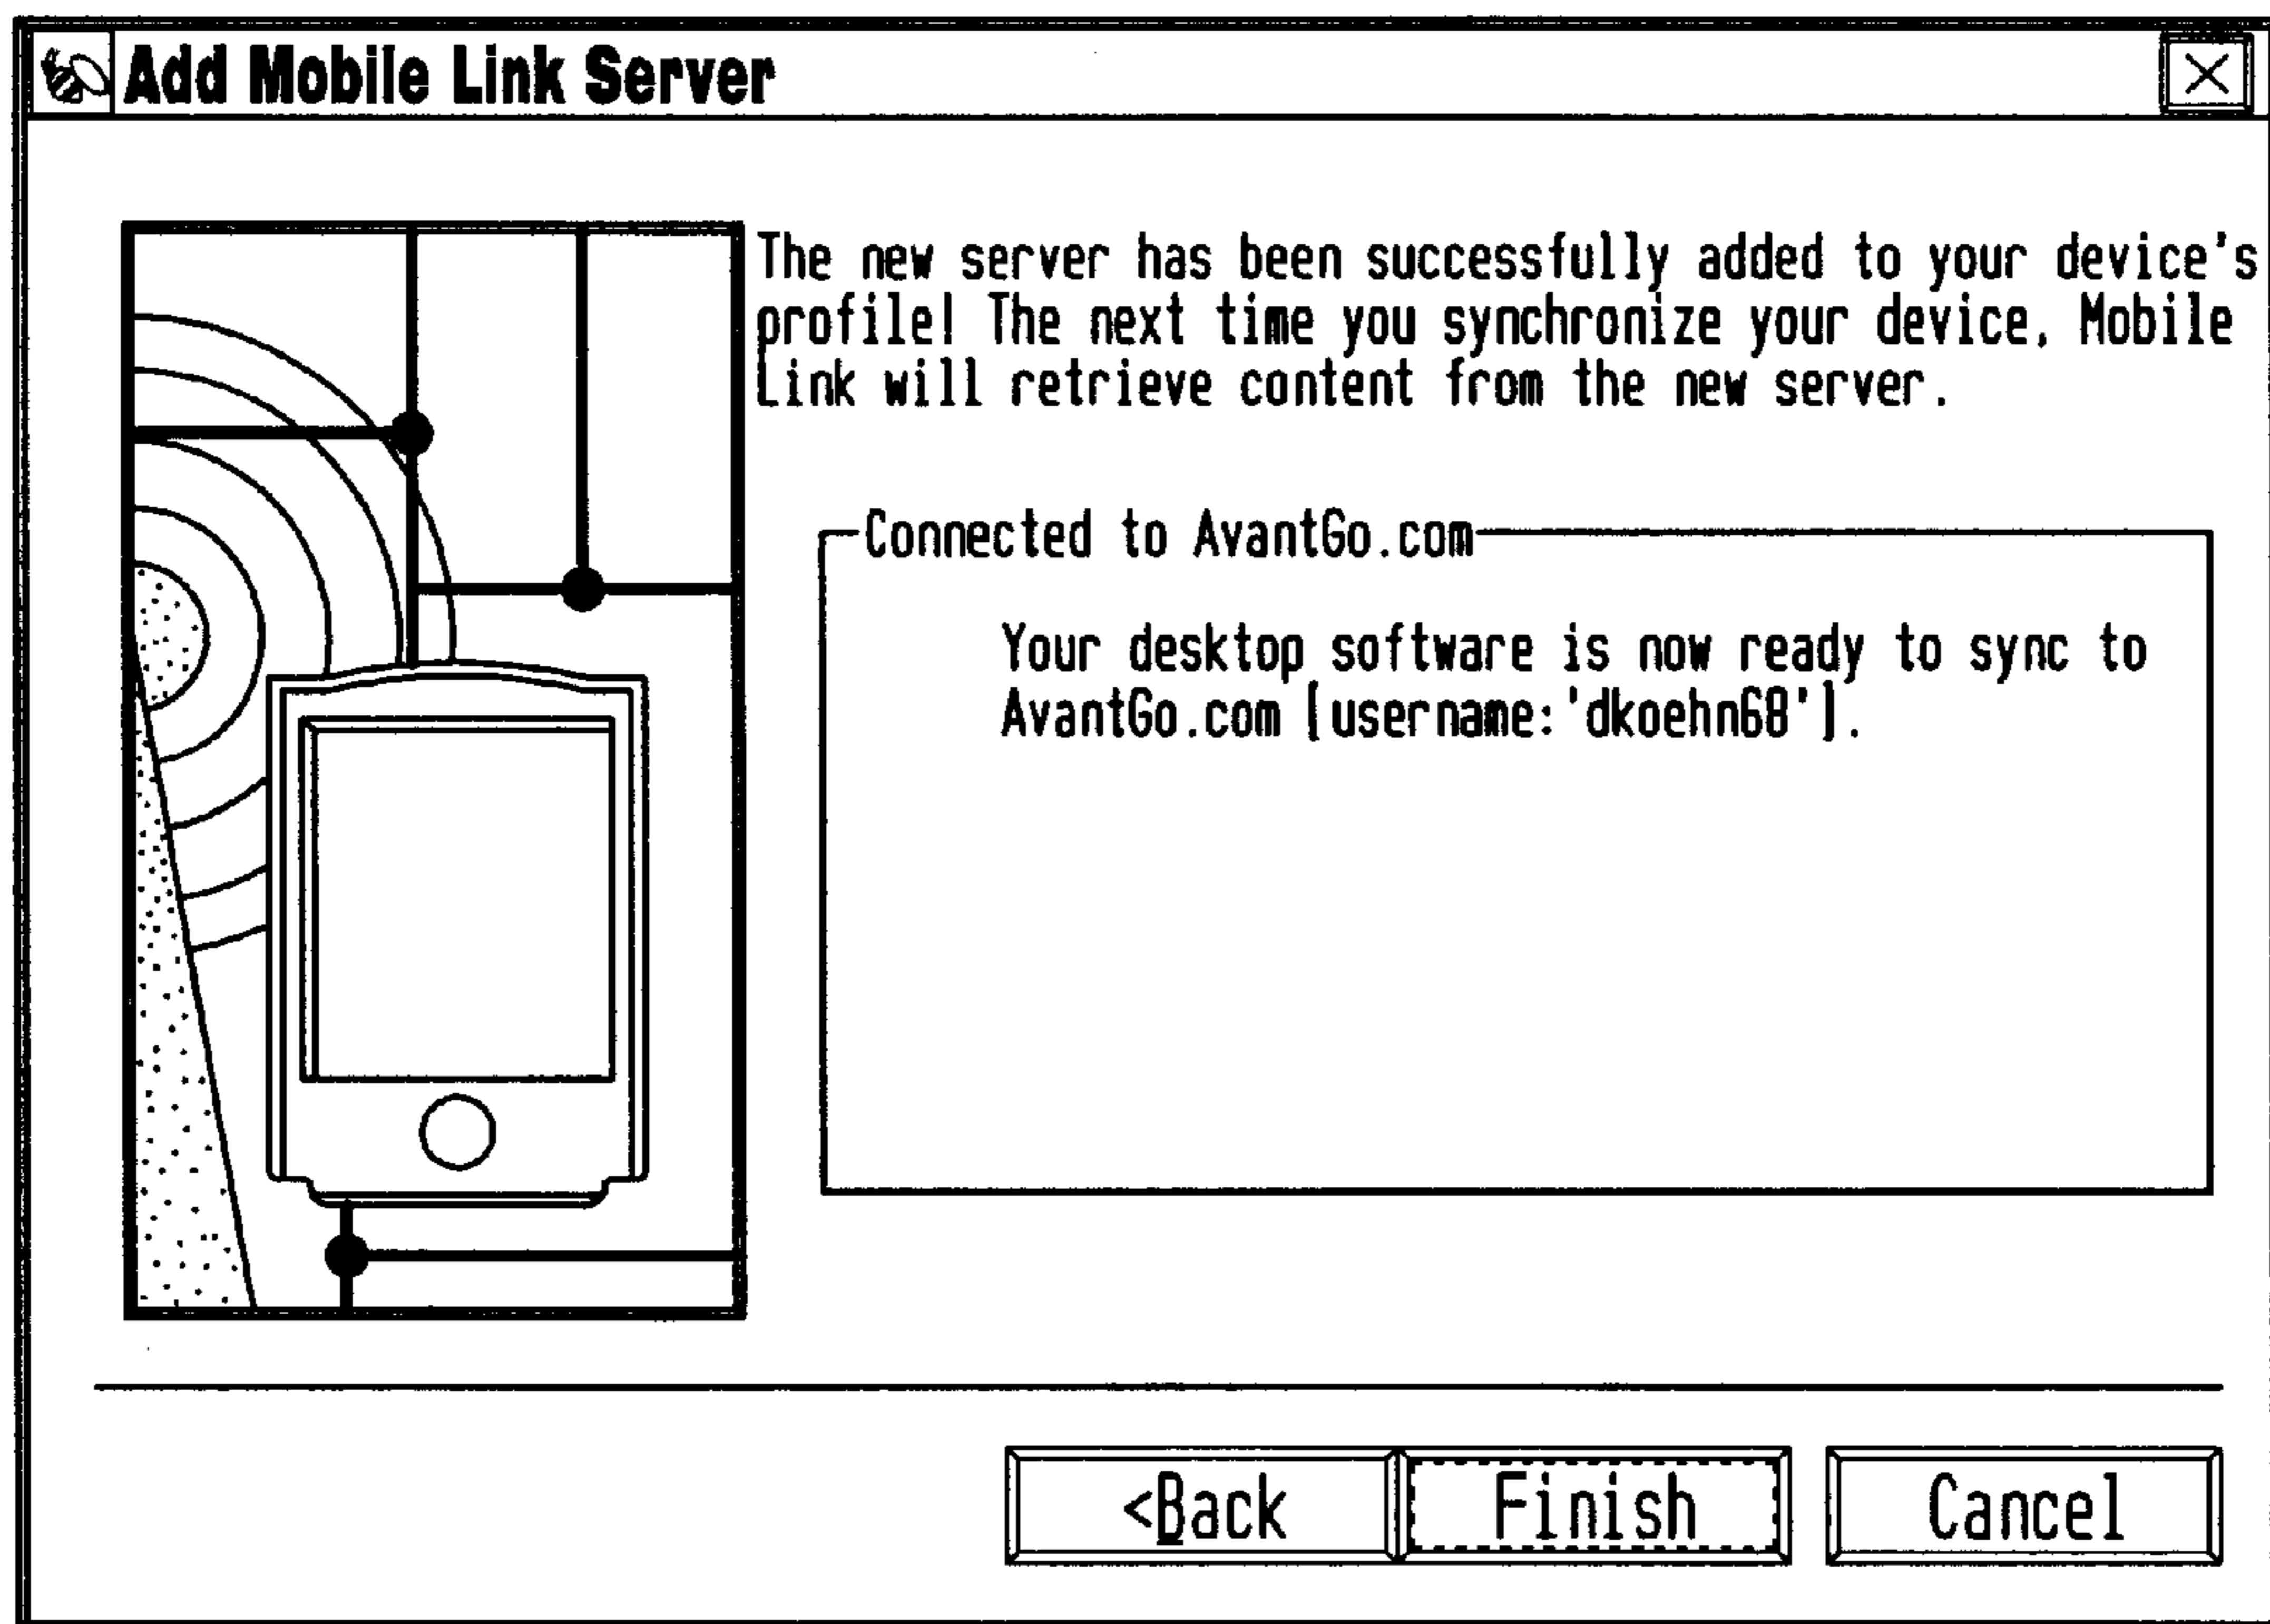 Add Mobile Link Server
The new server has been successfully added to your device's
profile! The next time you synchronize your device, Mobile
Link will retrieve content from the new server.
Connected to AvantGo.com
Your desktop software is now ready to sync to
AvantGo.com (username:'dkoehn68').
<Back Finish Cancel